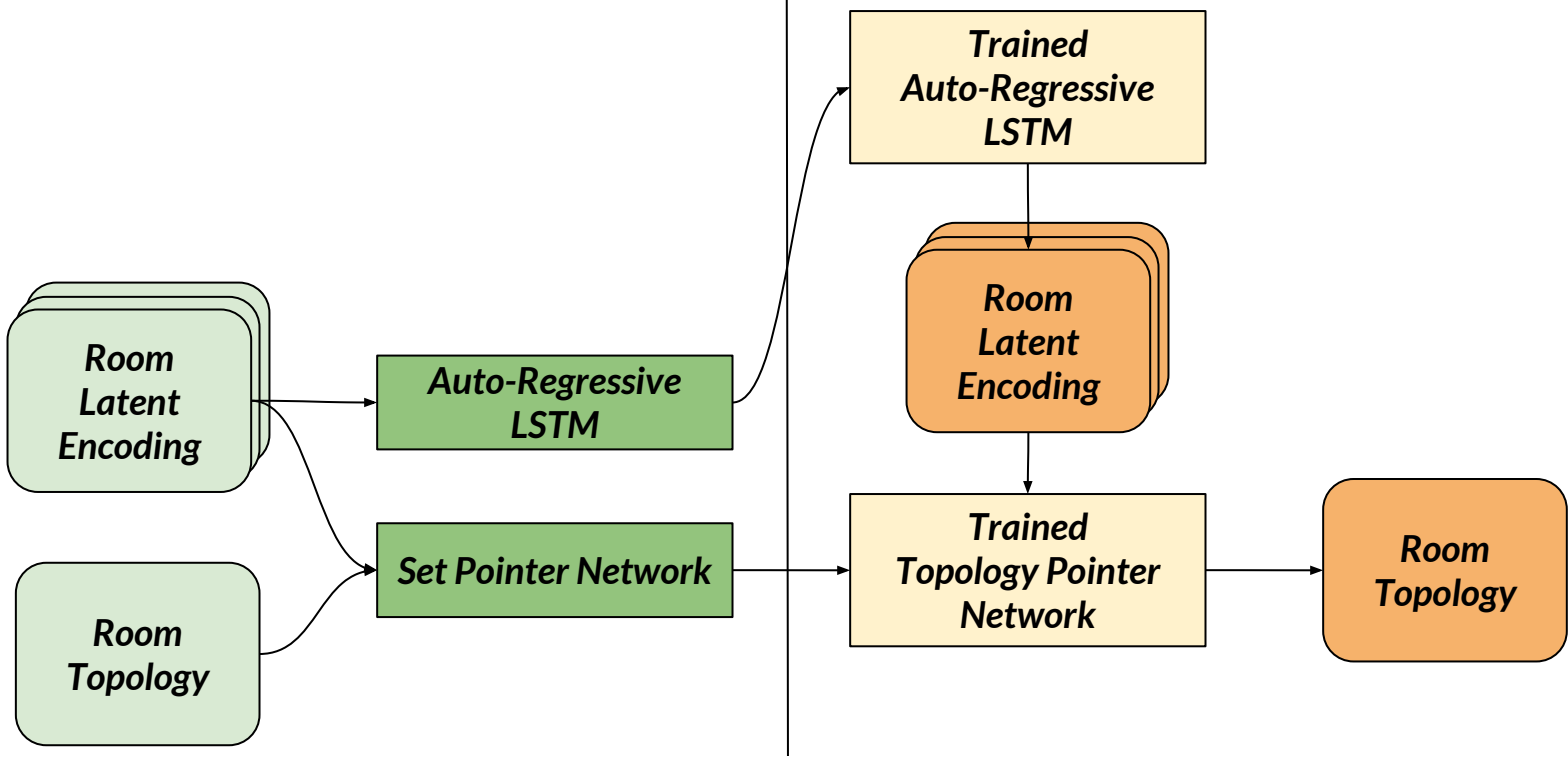 Room
Latent
Encoding
Room
Topology
Auto-Regressive
LSTM
Set Pointer Network
Trained
Auto-Regressive
LSTM
Room
Latent
Encoding
Trained
Topology Pointer
Network
Room
Topology